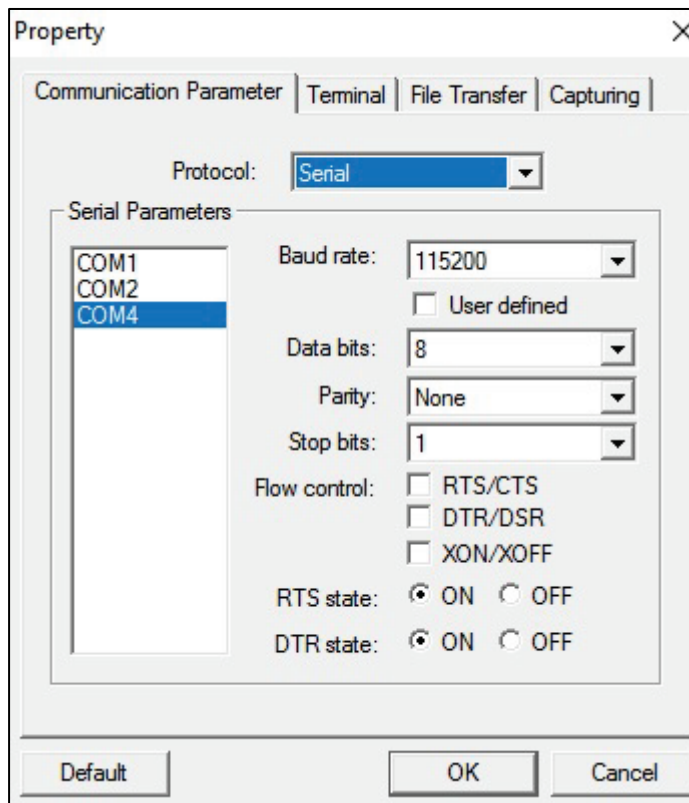 Property
Communication Parameter Terminal File Transfer Capturing
Protocol: Serial
Serial Parameters
COM1
COM2
COM4
Baud rate: 115200
User defined
Data bits: 8
Parity: None
Stop bits: 1
Flow control: RTS/CTS
DTR/DSR
XON/XOFF
RTS state: ON OFF
DTR state: ON OFF
Default OK Cancel